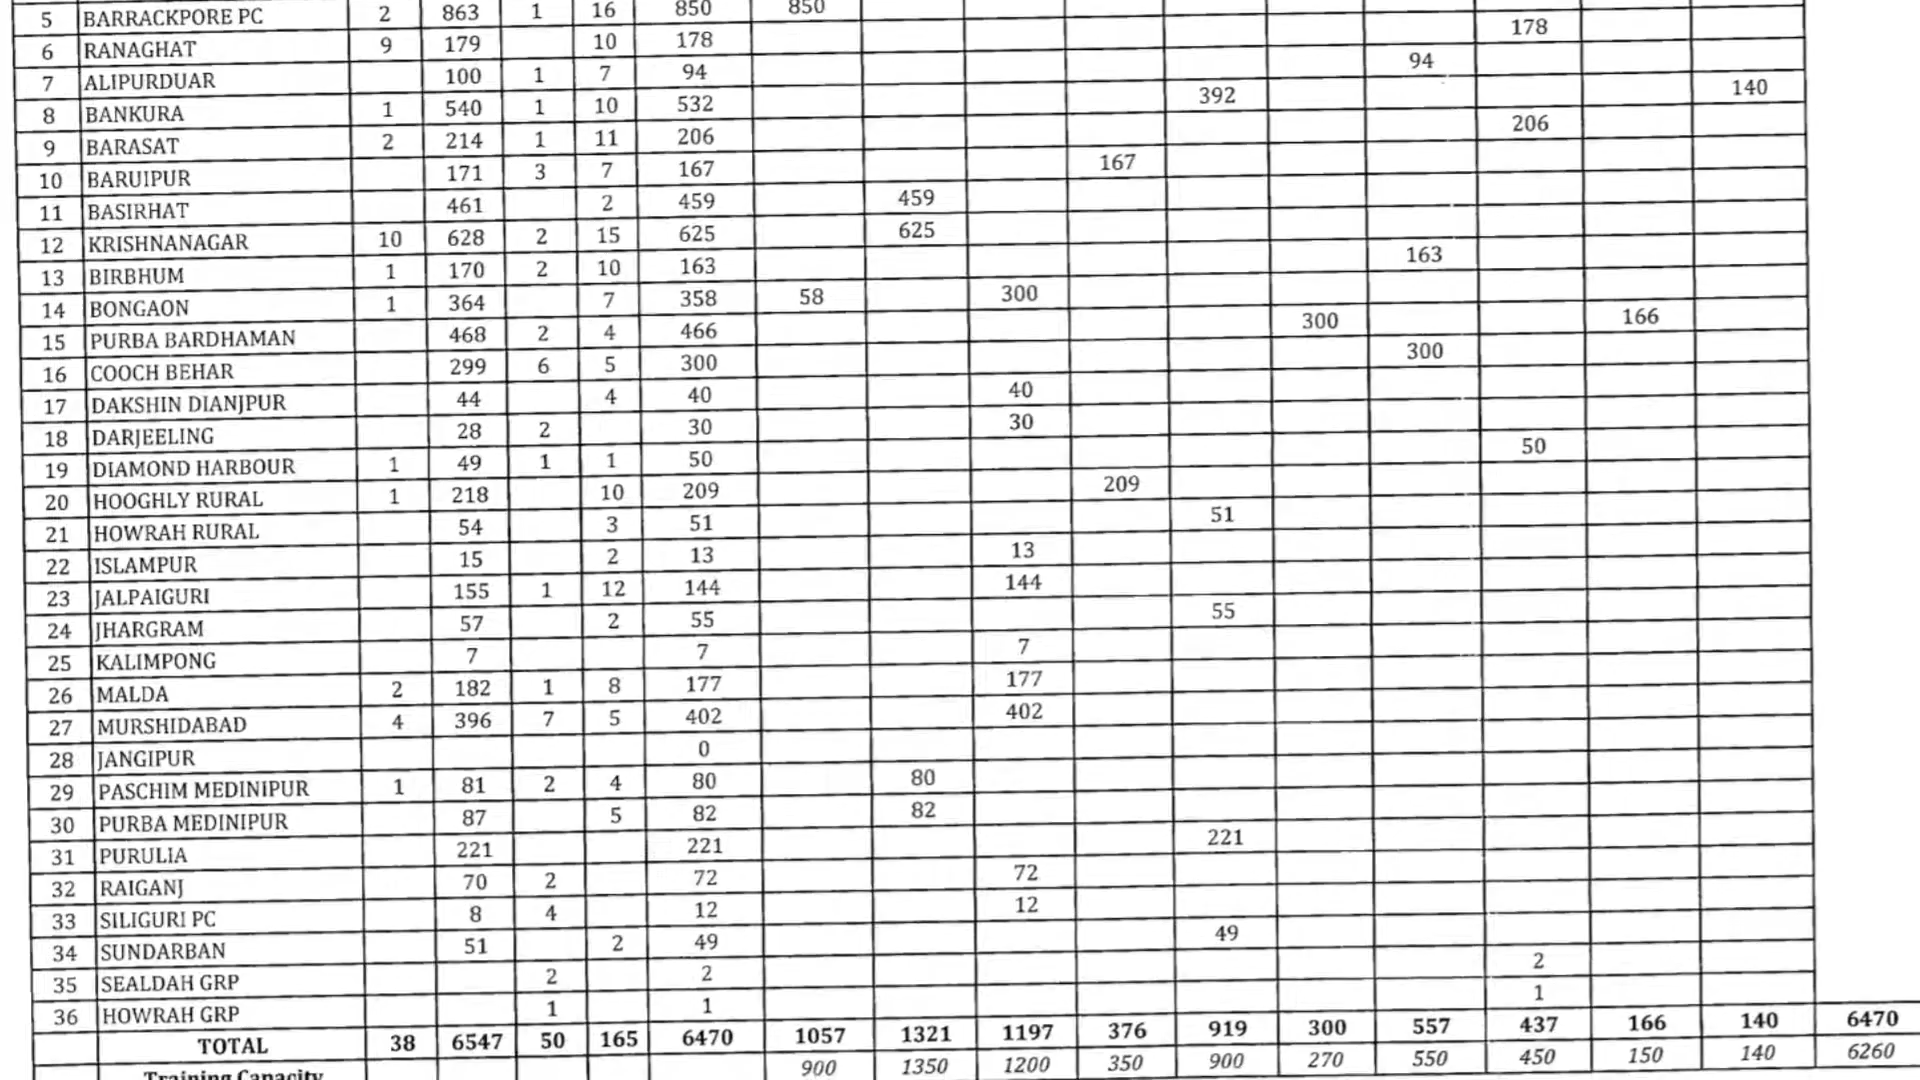 5 BARRACKPORE PC 2 863 1 16 850 850
6 RANAGHAT 9 179 10 178 178
7 ALIPURDUAR 100 1 7 94 94
8 BANKURA 1 540 1 10 532 392 140
9 BARASAT 2 214 1 11 206 206
10 BARUIPUR 171 3 7 167 167
11 BASIRHAT 461 2 459 459
12 KRISHNANAGAR 10 628 2 15 625 625
13 BIRBHUM 1 170 2 10 163 163
14 BONGAON 1 364 7 358 58 300
15 PURBA BARDHAMAN 468 2 4 466 300 166
16 COOCH BEHAR 299 6 5 300 300
17 DAKSHIN DIANJPUR 44 4 40 40
18 DARJEELING 28 2 30 30
19 DIAMOND HARBOUR 1 49 1 1 50 50
20 HOOGHLY RURAL 1 218 10 209 209
21 HOWRAH RURAL 54 3 51 51
22 ISLAMPUR 15 2 13 13
23 JALPAIGURI 155 1 12 144 144
24 JHARGRAM 57 2 55 55
25 KALIMPONG 7 7 7
26 MALDA 2 182 1 8 177 177
27 MURSHIDABAD 4 396 7 5 402 402
28 JANGIPUR 0
29 PASCHIM MEDINIPUR 1 81 2 4 80 80
30 PURBA MEDINIPUR 87 5 82 82
31 PURULIA 221 221 221
32 RAIGANJ 70 2 72 72
33 SILIGURI PC 8 4 12 12
34 SUNDARBAN 51 2 49 49
35 SEALDAH GRP 2 2 2
36 HOWRAH GRP 1 1 1
TOTAL 38 6547 50 165 6470 1057 1321 1197 376 919 300 557 437 166 140 6470
Training Capacity 900 1350 1200 350 900 270 550 450 150 140 6260